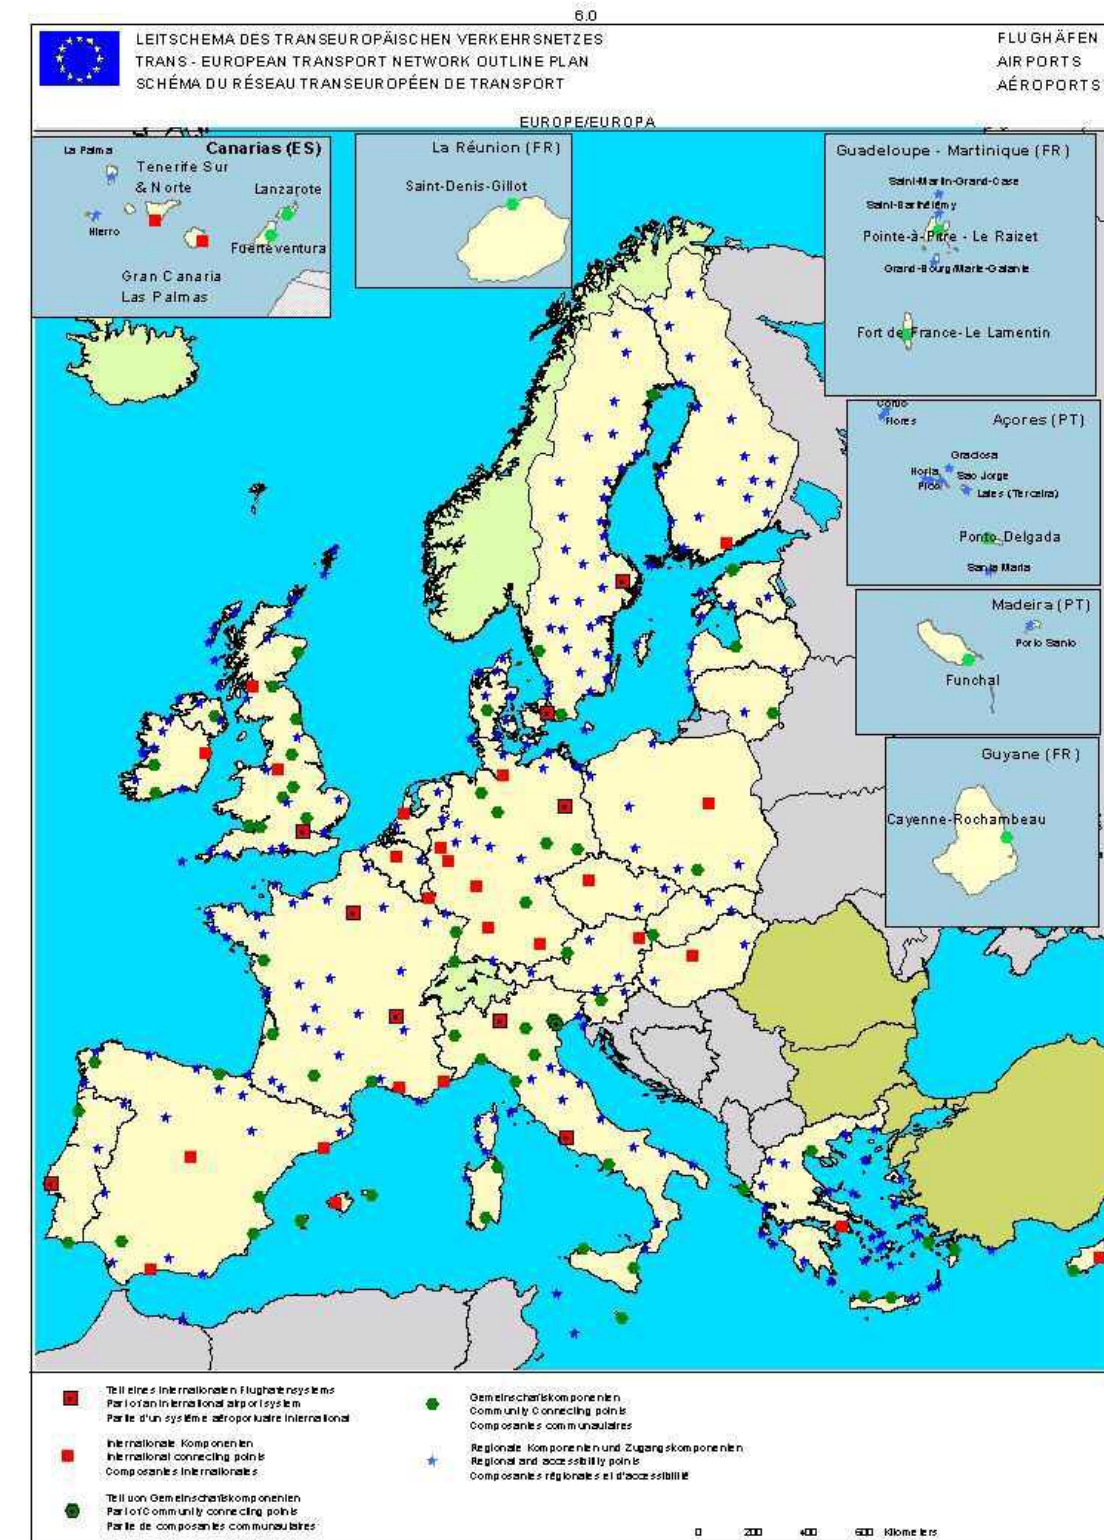 6.0
LEITSCHEMA DES TRANSEUROPÄISCHEN VERKEHRSNETZES
TRANS - EUROPEAN TRANSPORT NETWORK OUTLINE PLAN
SCHÉMA DU RÉSEAU TRANSEUROPÉEN DE TRANSPORT
FLUGHÄFEN
AIRPORTS
AÉROPORTS
EUROPE/EUROPA
Canarias (ES)
La Palma
Tenerife Sur
& Norte
Lanzarote
Hierro
Fuerteventura
Gran Canaria
Las Palmas
La Réunion (FR)
Saint-Denis-Gillot
Guadeloupe - Martinique (FR)
Saint-Martin-Grand-Case
Saint-Barthélémy
Pointe-à-Pitre - Le Raizet
Grand-Bourg/Marie-Galante
Fort de France-Le Lamentin
Açores (PT)
Corvo
Flores
Graciosa
Horta
Sao Jorge
Pico
Lajes (Terceira)
Ponto Delgada
Santa Maria
Madeira (PT)
Porto Santo
Funchal
Guyane (FR)
Cayenne-Rochambeau
Teil eines internationalen Flughafensystems
Part of an international airport system
Partie d'un système aéroportuaire international
Internationale Komponenten
International connecting points
Composantes internationales
Teil von Gemeinschaftskomponenten
Part of Community connecting points
Partie de composantes communautaires
Gemeinschaftskomponenten
Community Connecting points
Composantes communautaires
Regionale Komponenten und Zugangskomponenten
Regional and accessibility points
Composantes régionales et d'accessibilité
0 200 400 600 Kilometers